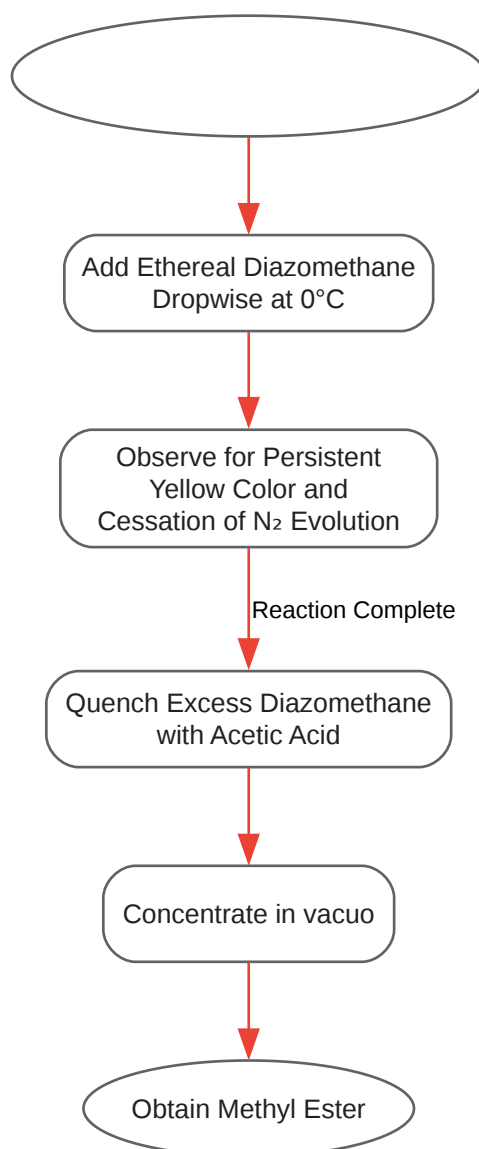 Add Ethereal Diazomethane
Dropwise at 0°C
Observe for Persistent
Yellow Color and
Cessation of N₂ Evolution
Reaction Complete
Quench Excess Diazomethane
with Acetic Acid
Concentrate in vacuo
Obtain Methyl Ester